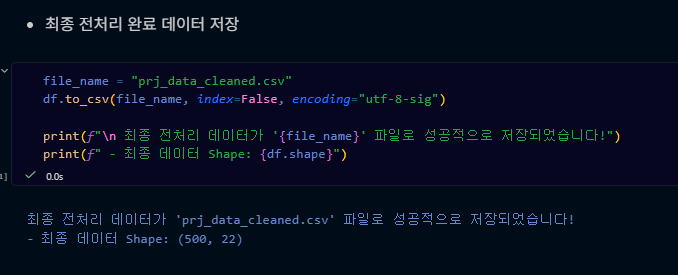 • 최종 전처리 완료 데이터 저장
file_name = "prj_data_cleaned.csv"
df.to_csv(file_name, index=False, encoding="utf-8-sig")
print(f"\n 최종 전처리 데이터가 '{file_name}' 파일로 성공적으로 저장되었습니다!")
print(f" - 최종 데이터 Shape: {df.shape}")
1]
0.0s
최종 전처리 데이터가 'prj_data_cleaned.csv' 파일로 성공적으로 저장되었습니다!
- 최종 데이터 Shape: (500, 22)